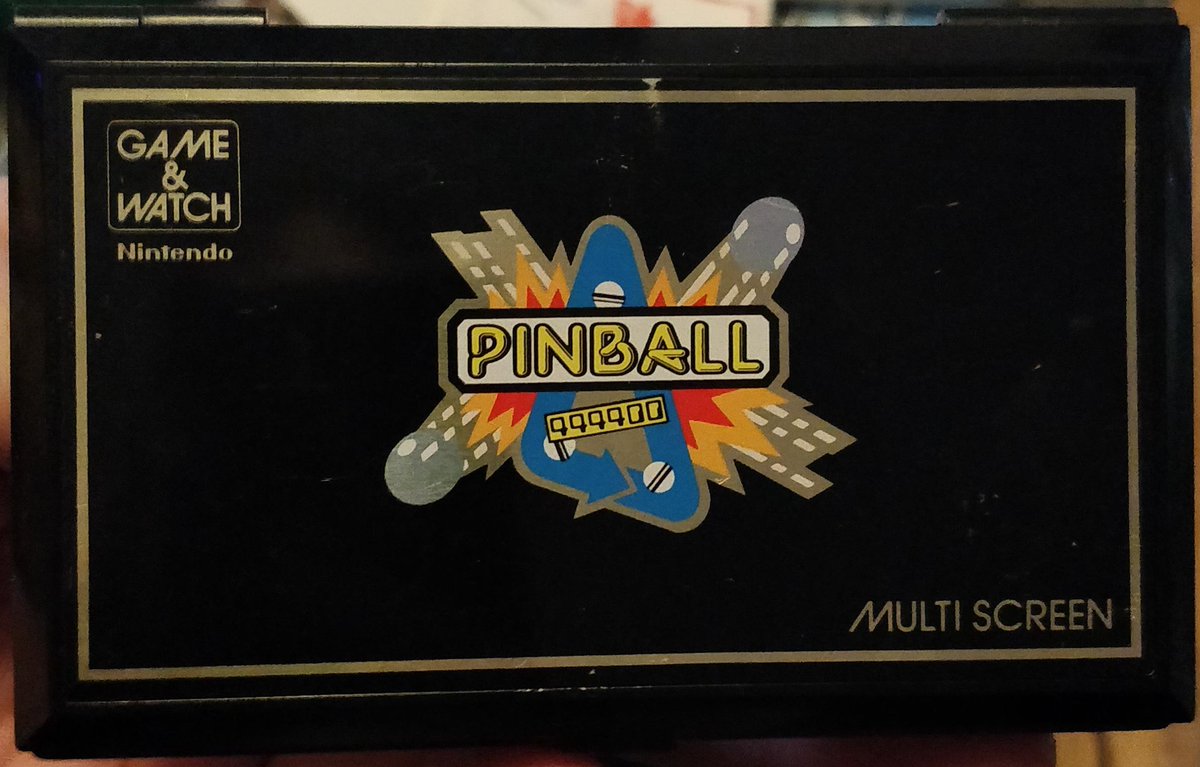 GAME
&
WATCH
Nintendo
PINBALL
999900
MULTI SCREEN